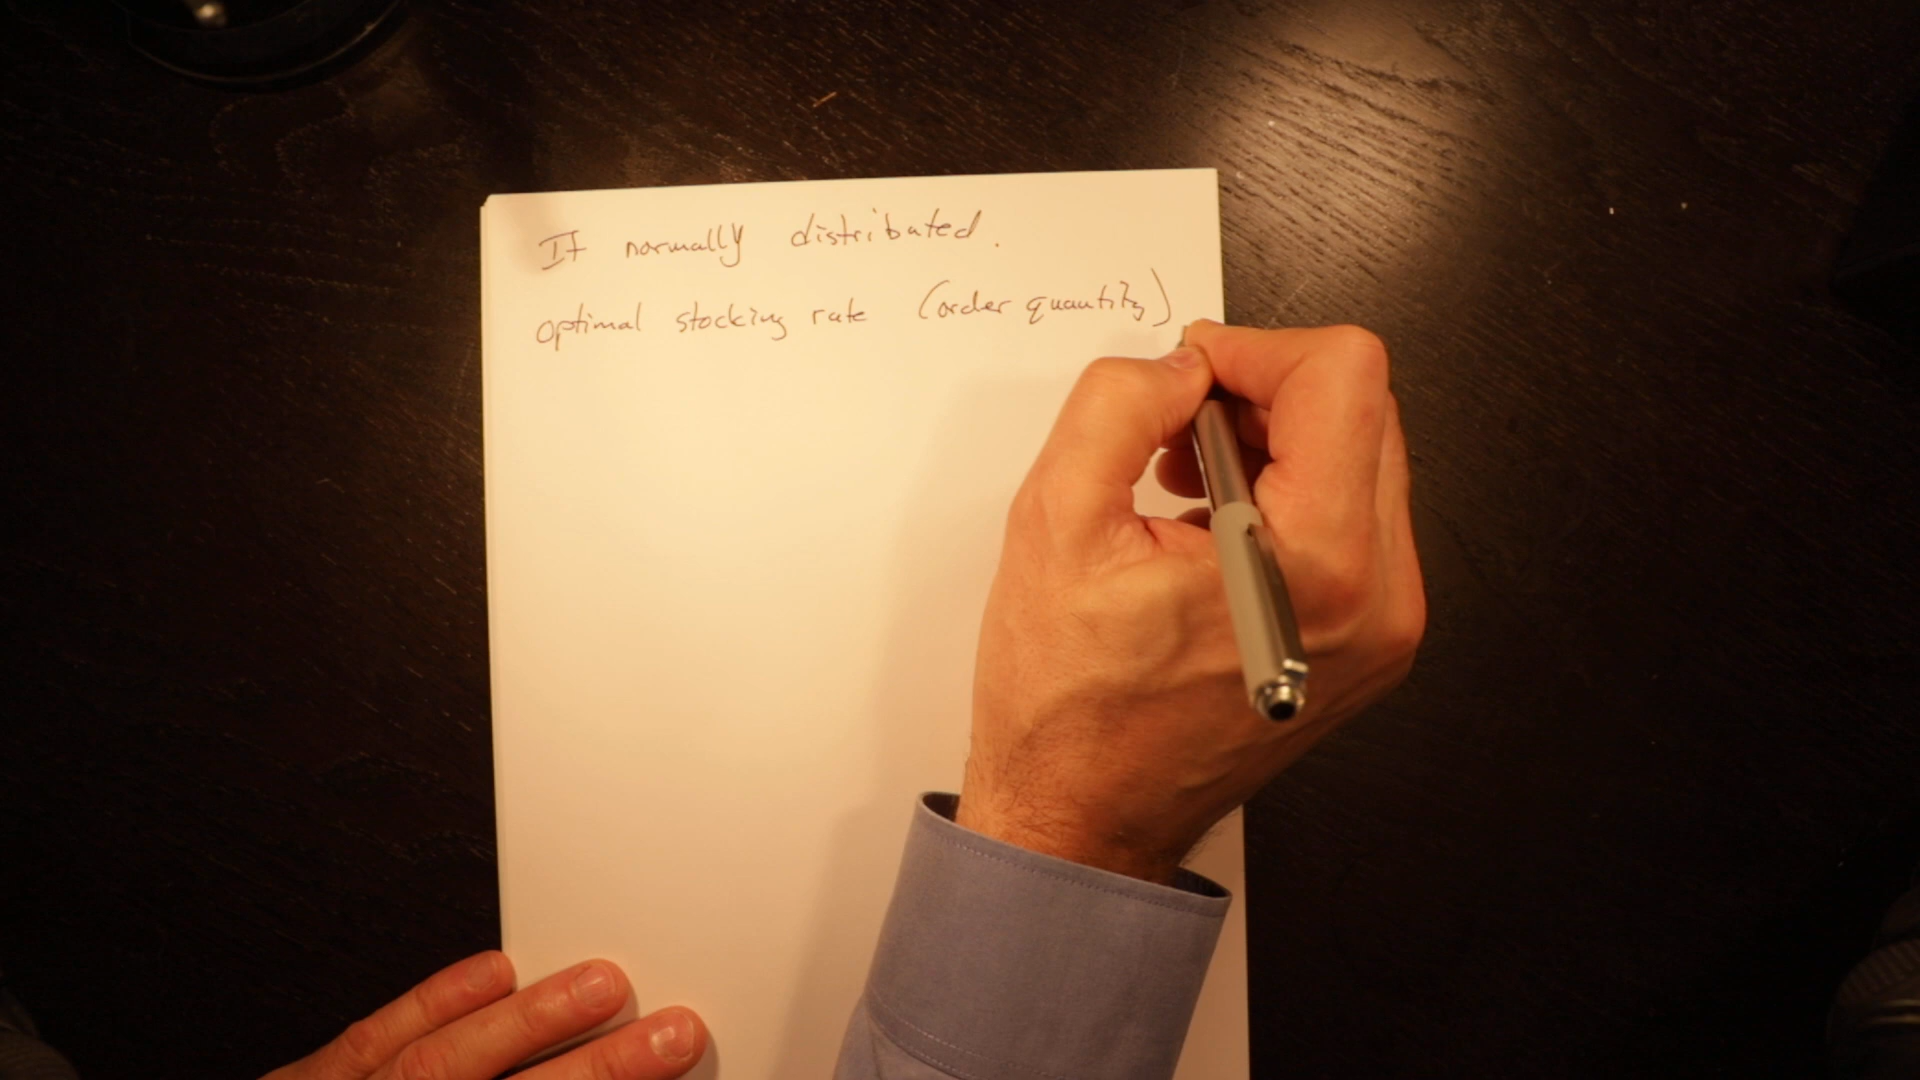 If normally distributed.
optimal stocking rate (order quantity)